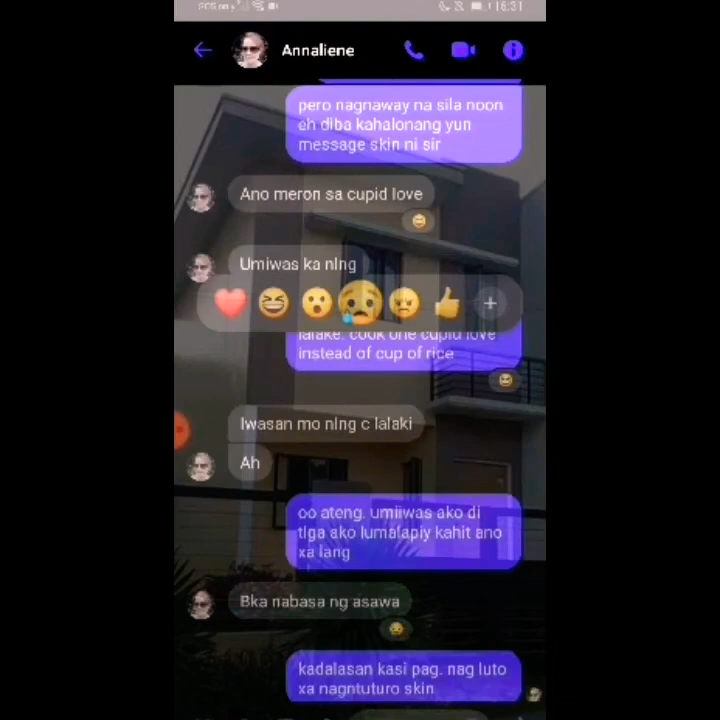 16:31
Annaliene
pero nagnaway na sila noon
eh diba kahalonang yun
message skin ni sir
Ano meron sa cupid love
Umiwas ka nlng
lalake. cook one cupid love
instead of cup of rice
Iwasan mo nlng c lalaki
Ah
oo ateng. umiiwas ako di
tlga ako lumalapiy kahit ano
xa lang
Bka nabasa ng asawa
kadalasan kasi pag. nag luto
xa nagntuturo skin